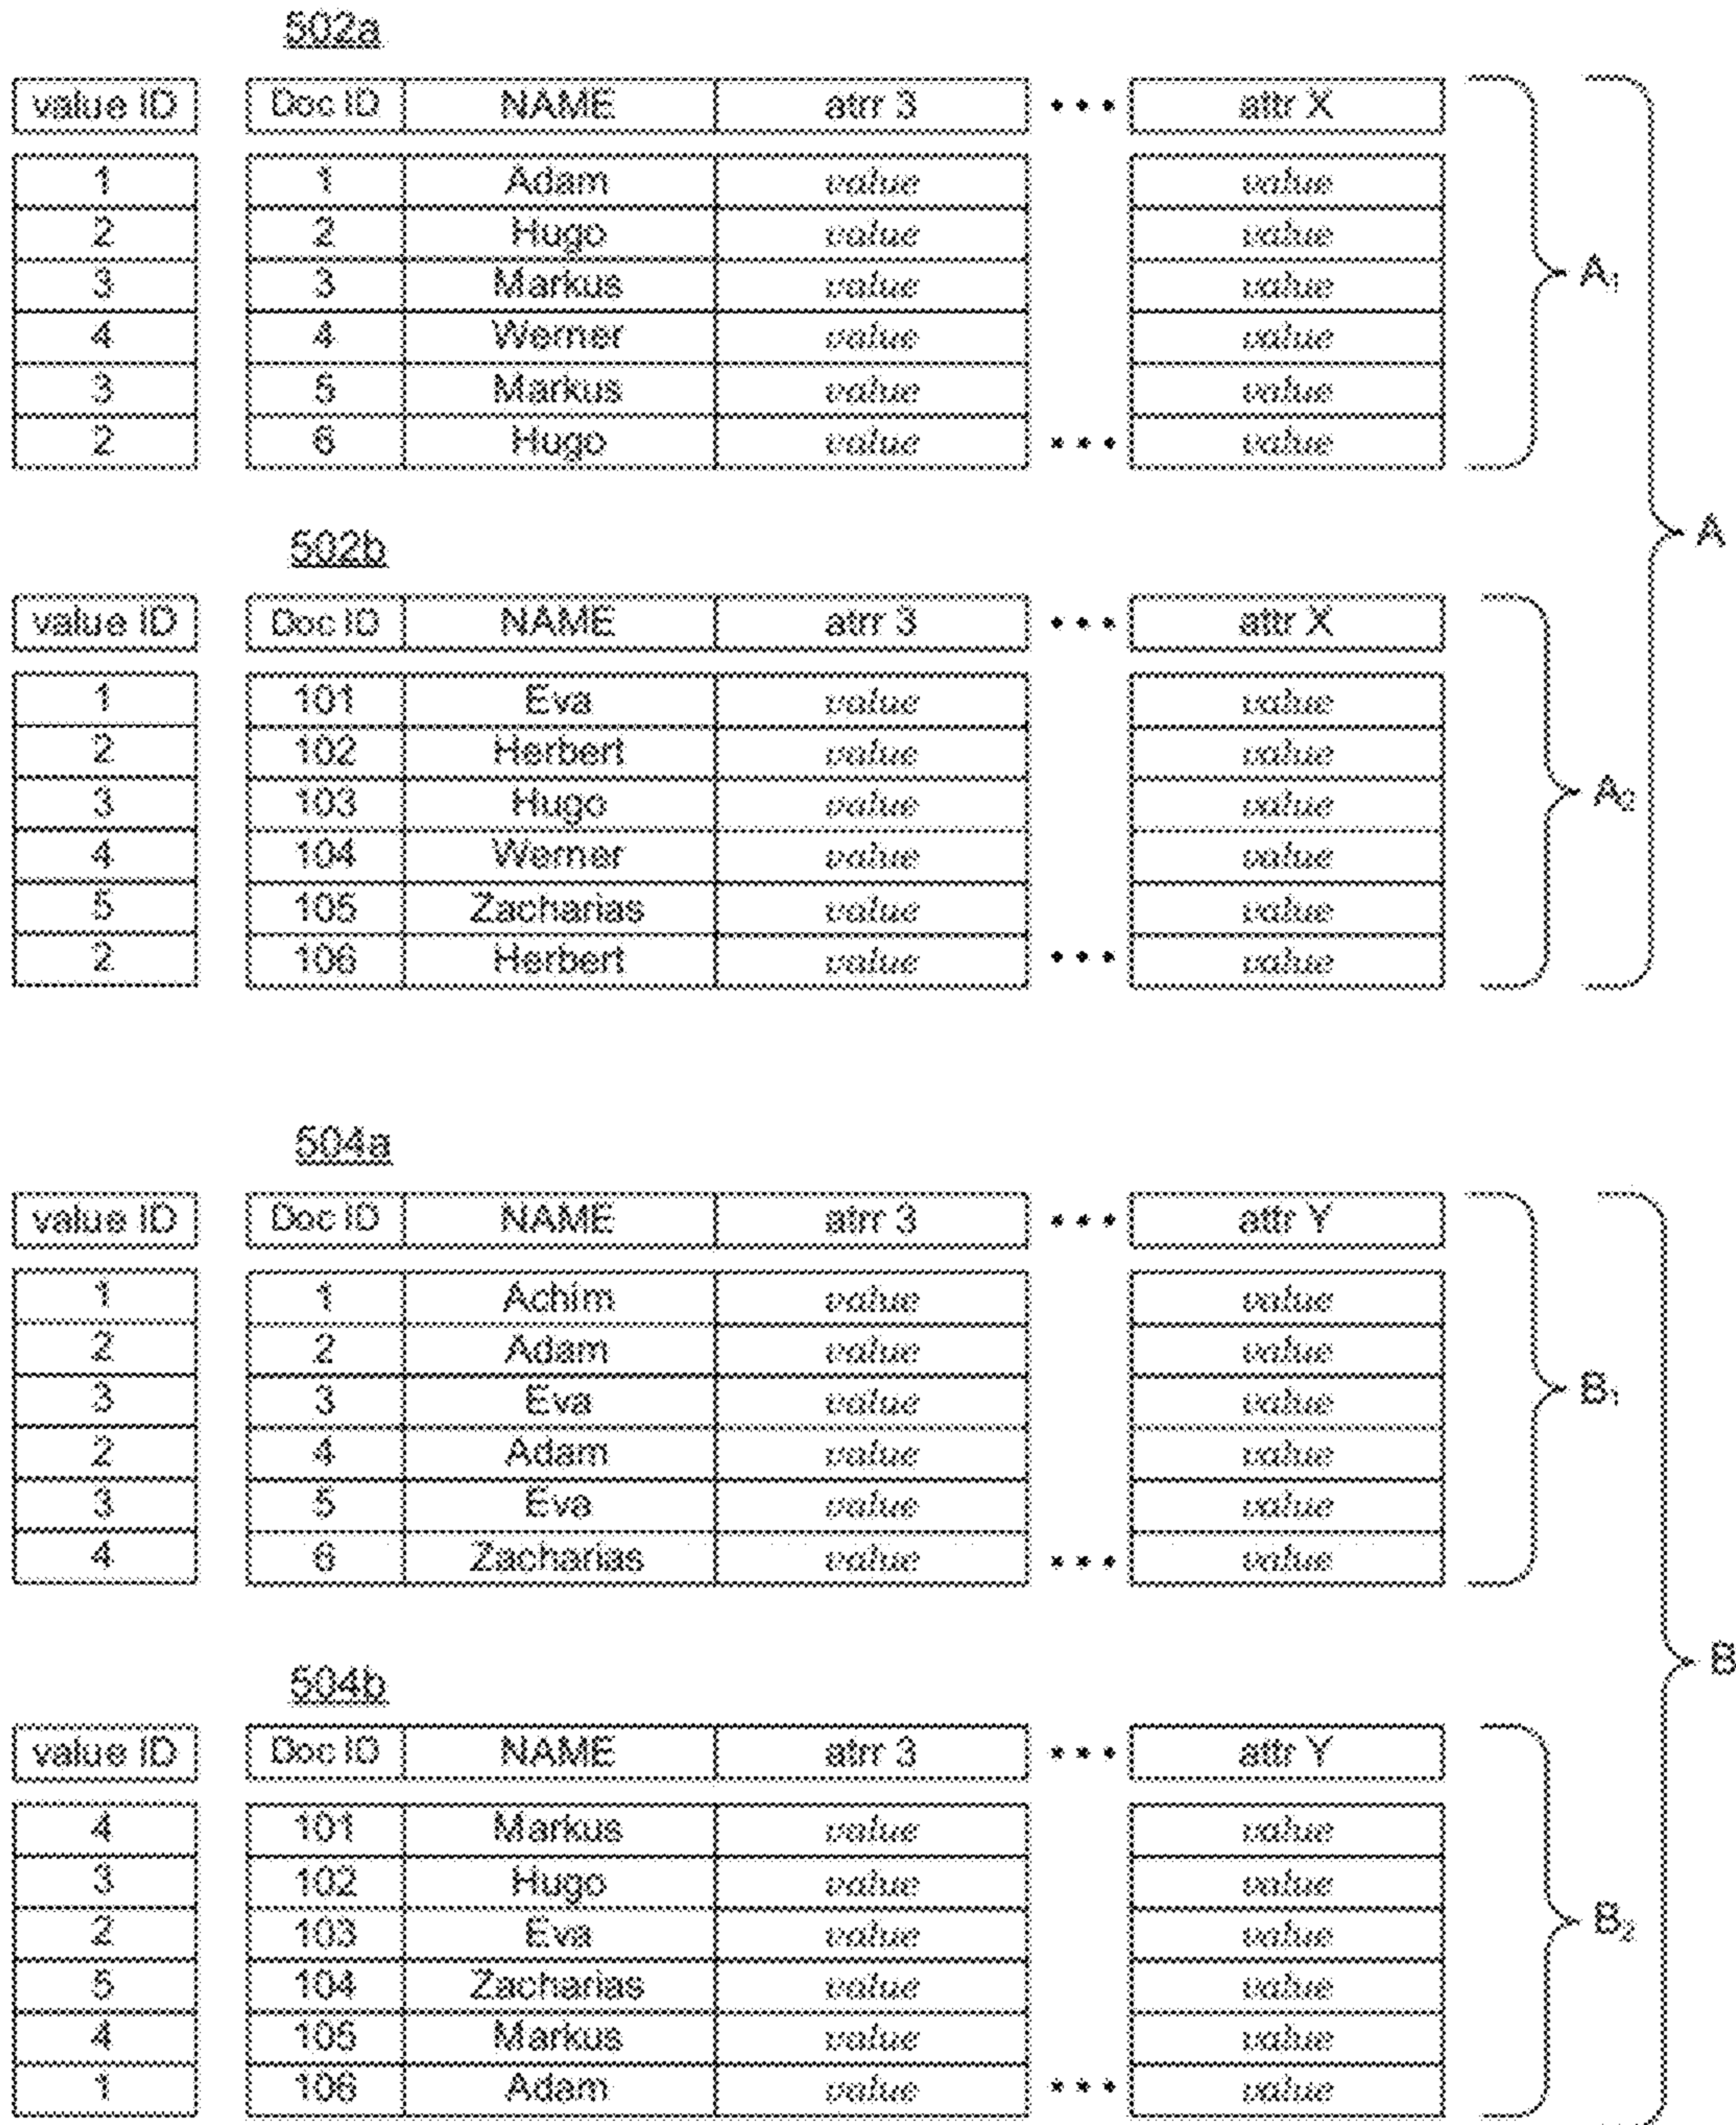 502a
value ID Doc ID NAME atrr 3 ••• attr X
1 1 Adam value value
2 2 Hugo value value
3 3 Markus value value
4 4 Werner value value
3 5 Markus value value
2 6 Hugo value ••• value
A₁
A
502b
value ID Doc ID NAME atrr 3 ••• attr X
1 101 Eva value value
2 102 Herbert value value
3 103 Hugo value value
4 104 Werner value value
5 105 Zacharias value value
2 106 Herbert value ••• value
A₂
504a
value ID Doc ID NAME atrr 3 ••• attr Y
1 1 Achim value value
2 2 Adam value value
3 3 Eva value value
2 4 Adam value value
3 5 Eva value value
4 6 Zacharias value ••• value
B₁
B
504b
value ID Doc ID NAME atrr 3 ••• attr Y
4 101 Markus value value
3 102 Hugo value value
2 103 Eva value value
5 104 Zacharias value value
4 105 Markus value value
1 106 Adam value ••• value
B₂